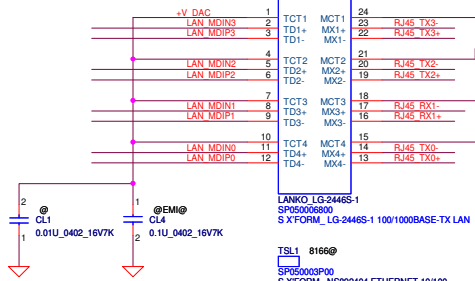 +V_DAC 1 TCT1 MCT1 24
LAN_MDIN3 2 TD1+ MX1+ 23 RJ45_TX3-
LAN_MDIP3 3 TD1- MX1- 22 RJ45_TX3+
4 TCT2 MCT2 21
LAN_MDIN2 5 TD2+ MX2+ 20 RJ45_TX2-
LAN_MDIP2 6 TD2- MX2- 19 RJ45_TX2+
7 TCT3 MCT3 18
LAN_MDIN1 8 TD3+ MX3+ 17 RJ45_RX1-
LAN_MDIP1 9 TD3- MX3- 16 RJ45_RX1+
10 TCT4 MCT4 15
LAN_MDIN0 11 TD4+ MX4+ 14 RJ45_TX0-
LAN_MDIP0 12 TD4- MX4- 13 RJ45_TX0+
LANKO_LG-2446S-1
SP050006800
S X'FORM_ LG-2446S-1 100/1000BASE-TX LAN
2 @
CL1
0.01U_0402_16V7K
1
1 @EMI@
CL4
0.1U_0402_16V7K
2
TSL1 8166@
SP050003P00